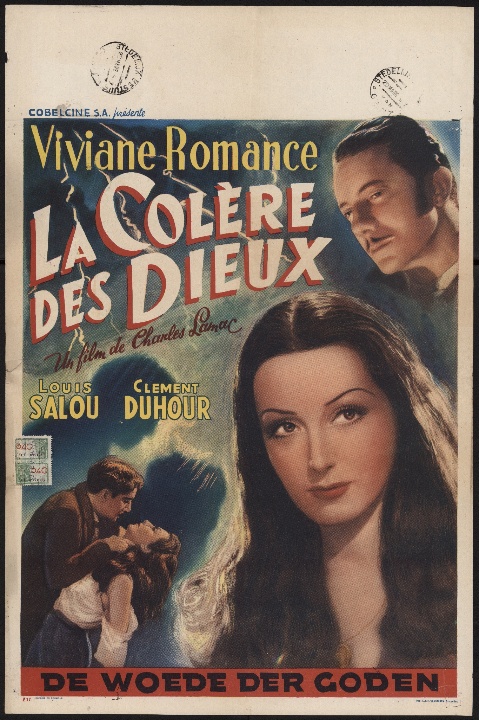 COBELCINE S.A. présente
Viviane Romance
LA COLÈRE
DES DIEUX
Un film de Charles Lamac
LOUIS SALOU
CLEMENT DUHOUR
DE WOEDE DER GODEN